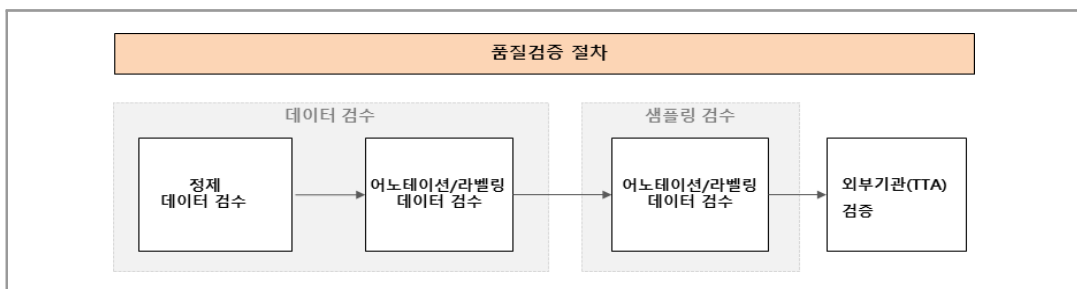 품질검증 절차
데이터 검수
샘플링 검수
정제
데이터 검수
어노테이션/라벨링
데이터 검수
어노테이션/라벨링
데이터 검수
외부기관(TTA)
검증